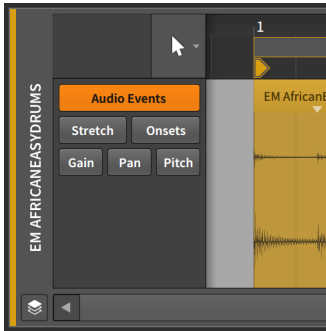 1
EM AFRICANEASYDRUMS
Audio Events
EM AfricanE
Stretch
Onsets
Gain
Pan
Pitch